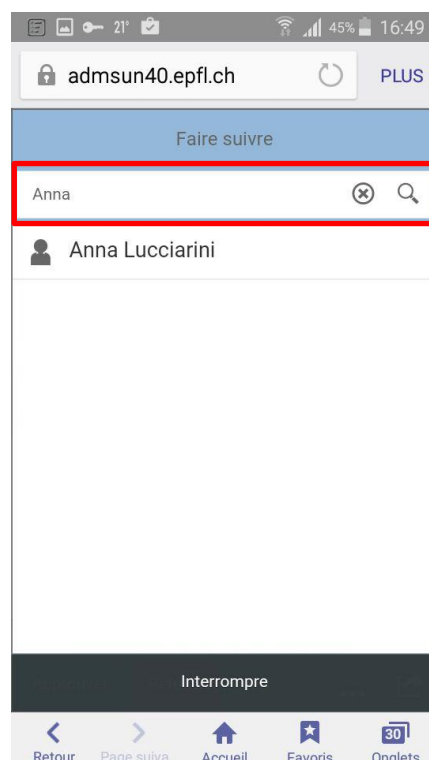 21° 45% 16:49
admsun40.epfl.ch PLUS
Faire suivre
Anna
Anna Lucciarini
Interrompre
30
Retour Page suiva Accueil Favoris Onglets